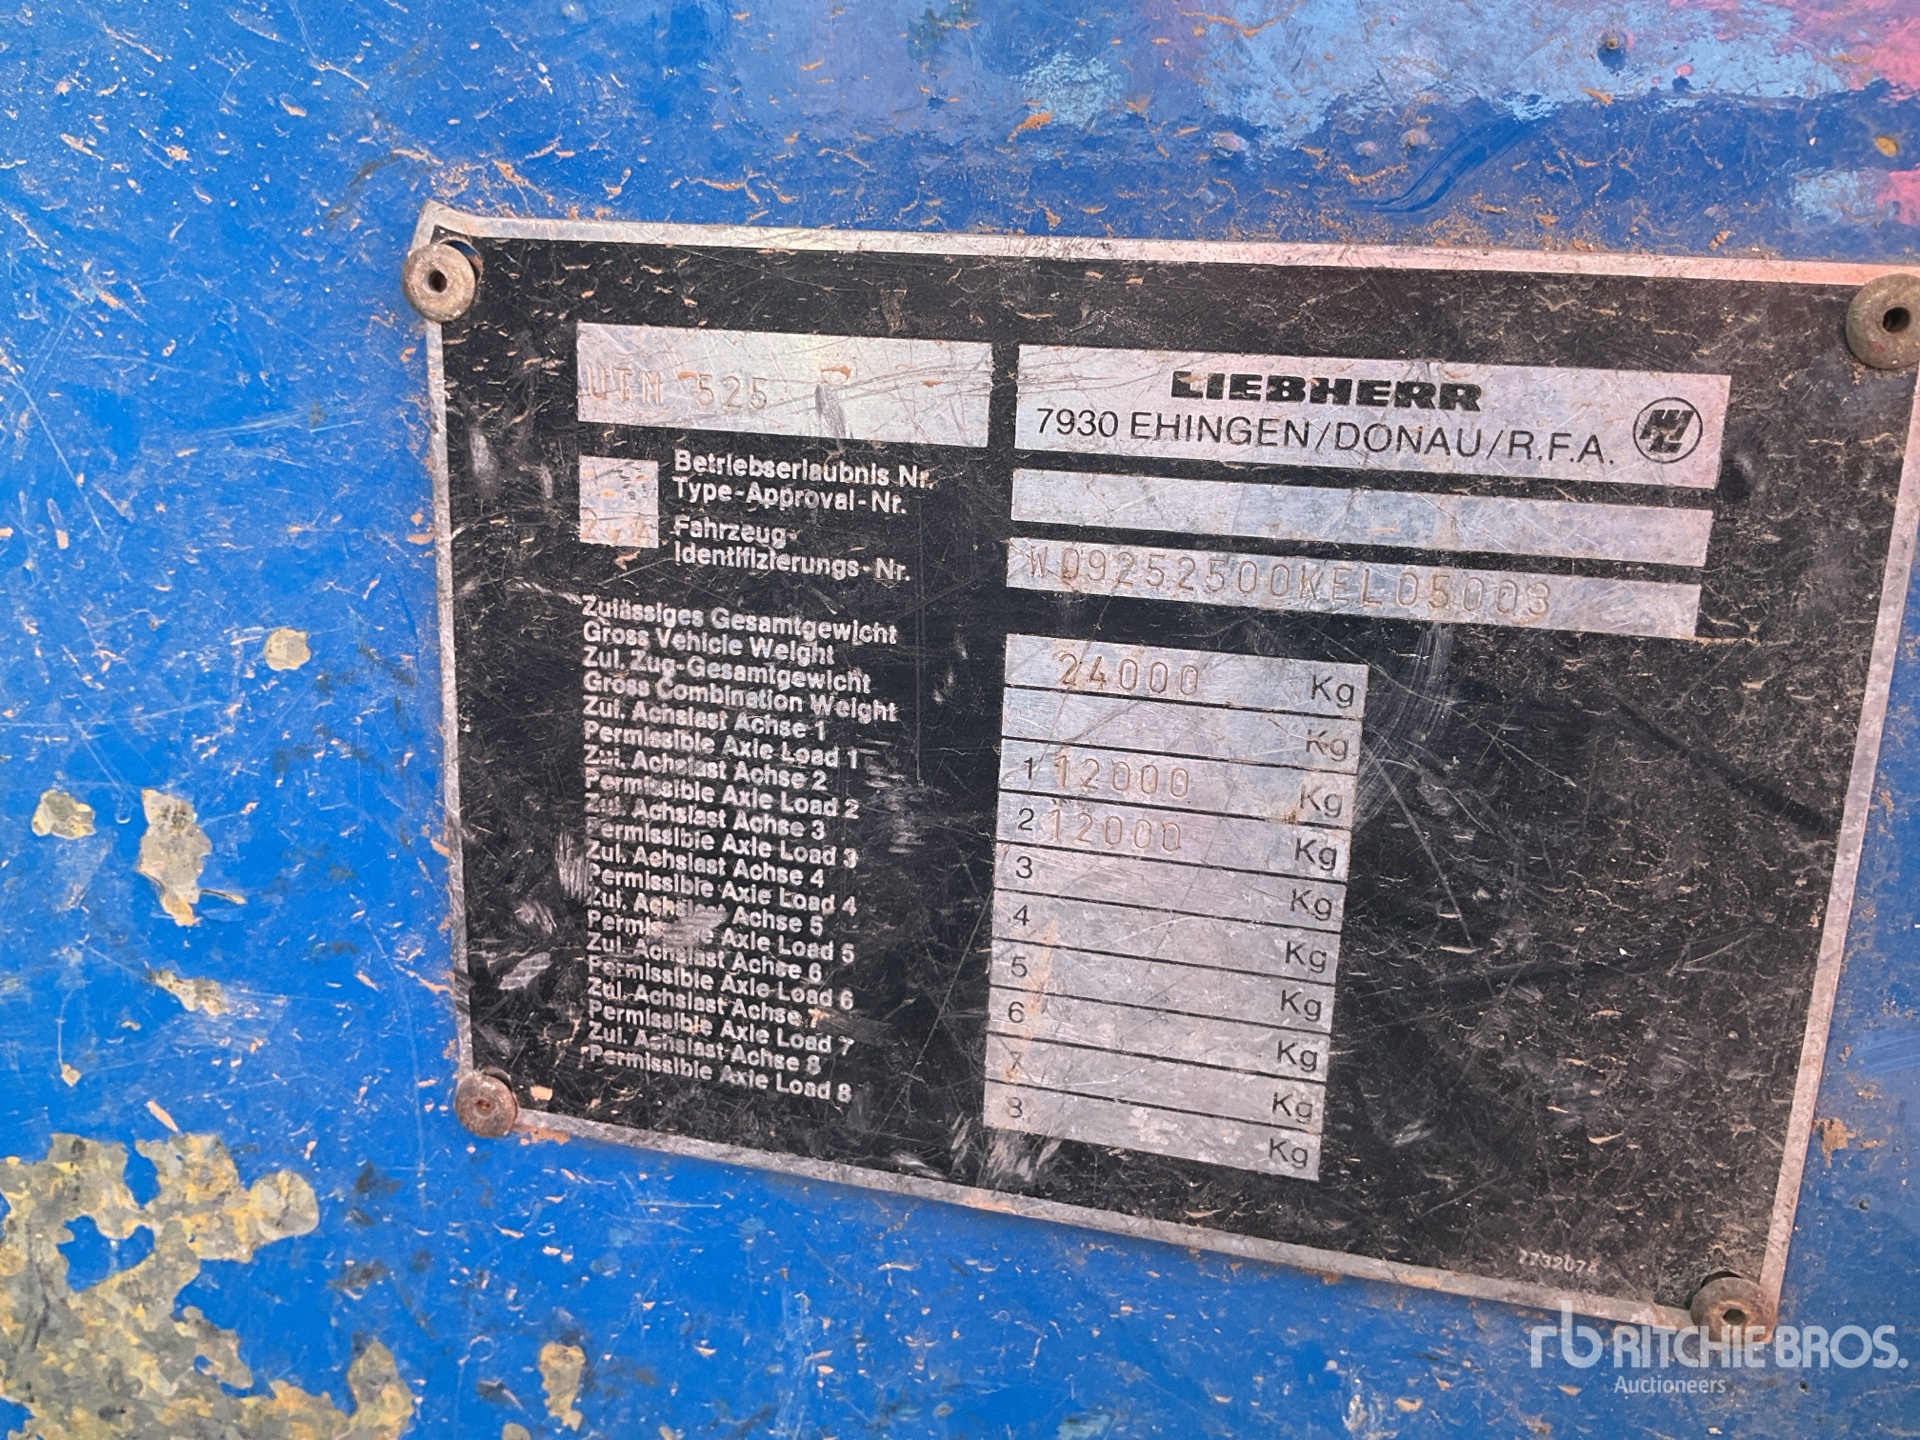 UTM 525
LIEBHERR
7930 EHINGEN/DONAU/R.F.A.
Betriebserlaubnis Nr.
Type-Approval-Nr.
2-2
Fahrzeug-
Identifizierungs-Nr.
W09252500KEL05003
Zulässiges Gesamtgewicht
Gross Vehicle Weight
24000 Kg
Zul. Zug-Gesamtgewicht
Gross Combination Weight
Kg
Zul. Achslast Achse 1
Permissible Axle Load 1
1 12000 Kg
Zul. Achslast Achse 2
Permissible Axle Load 2
2 12000 Kg
Zul. Achslast Achse 3
Permissible Axle Load 3
3 Kg
Zul. Achslast Achse 4
Permissible Axle Load 4
4 Kg
Zul. Achslast Achse 5
Permissible Axle Load 5
5 Kg
Zul. Achslast Achse 6
Permissible Axle Load 6
6 Kg
Zul. Achslast Achse 7
Permissible Axle Load 7
7 Kg
Zul. Achslast Achse 8
Permissible Axle Load 8
8 Kg
rb RITCHIE BROS.
Auctioneers